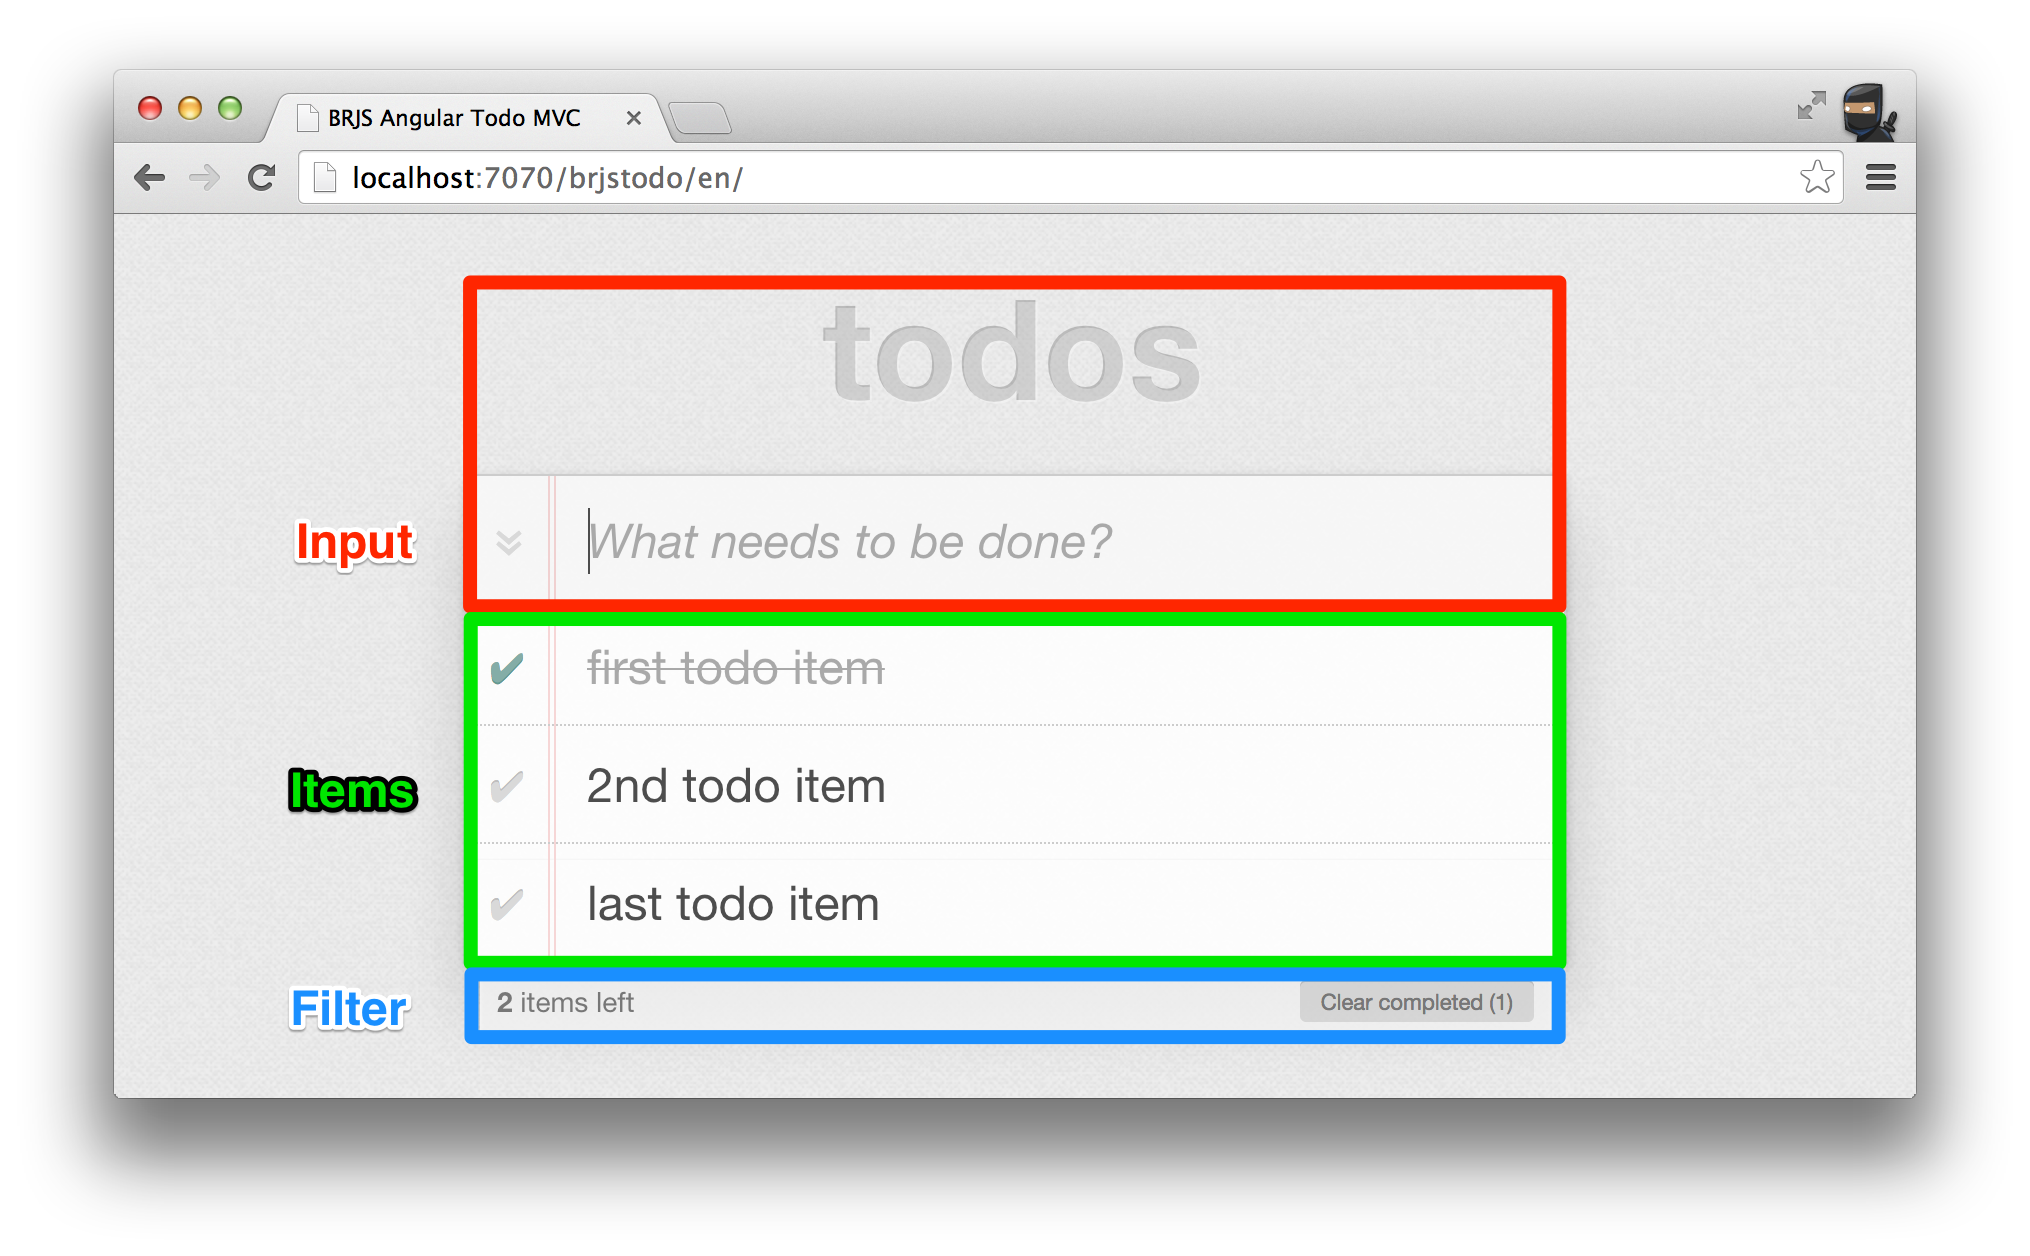 BRJS Angular Todo MVC
localhost:7070/brjstodo/en/
todos
Input
What needs to be done?
first todo item
Items
2nd todo item
last todo item
Filter
2 items left
Clear completed (1)